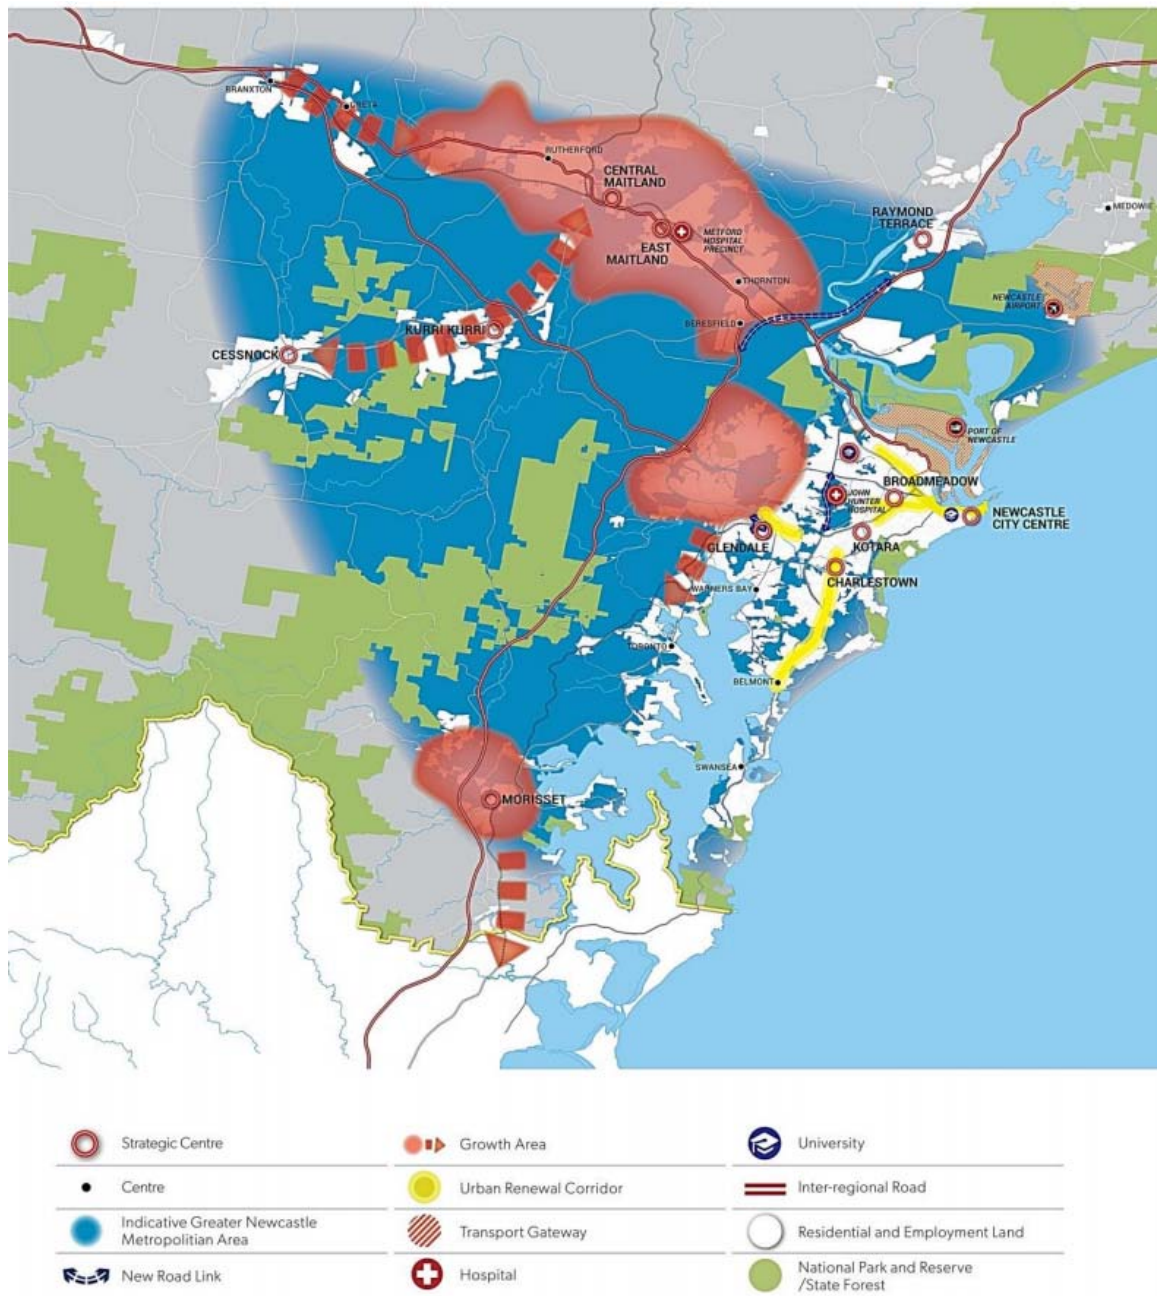 BRANXTON
GRETA
RUTHERFORD
CENTRAL
MAITLAND
METFORD
HOSPITAL
PRECINCT
EAST
MAITLAND
RAYMOND
TERRACE
MEDOWIE
THORNTON
NEWCASTLE
AIRPORT
BERESFIELD
KURRI KURRI
CESSNOCK
PORT OF
NEWCASTLE
BROADMEADOW
JOHN
HUNTER
HOSPITAL
NEWCASTLE
CITY CENTRE
GLENDALE
KOTARA
CHARLESTOWN
WARNERS BAY
TORONTO
BELMONT
SWANSEA
MORISSET
Strategic Centre
Growth Area
University
Centre
Urban Renewal Corridor
Inter-regional Road
Indicative Greater Newcastle
Metropolitian Area
Transport Gateway
Residential and Employment Land
New Road Link
Hospital
National Park and Reserve
/State Forest